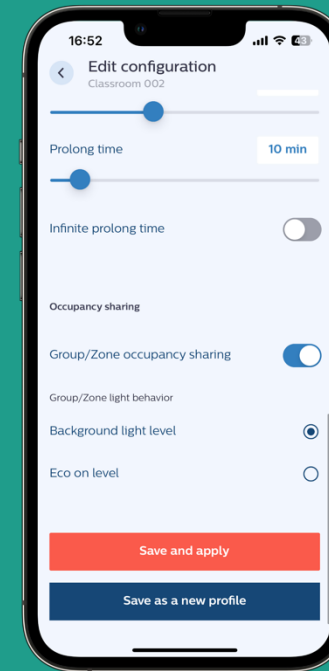 16:52
43
Edit configuration
Classroom 002
Prolong time
10 min
Infinite prolong time
Occupancy sharing
Group/Zone occupancy sharing
Group/Zone light behavior
Background light level
Eco on level
Save and apply
Save as a new profile